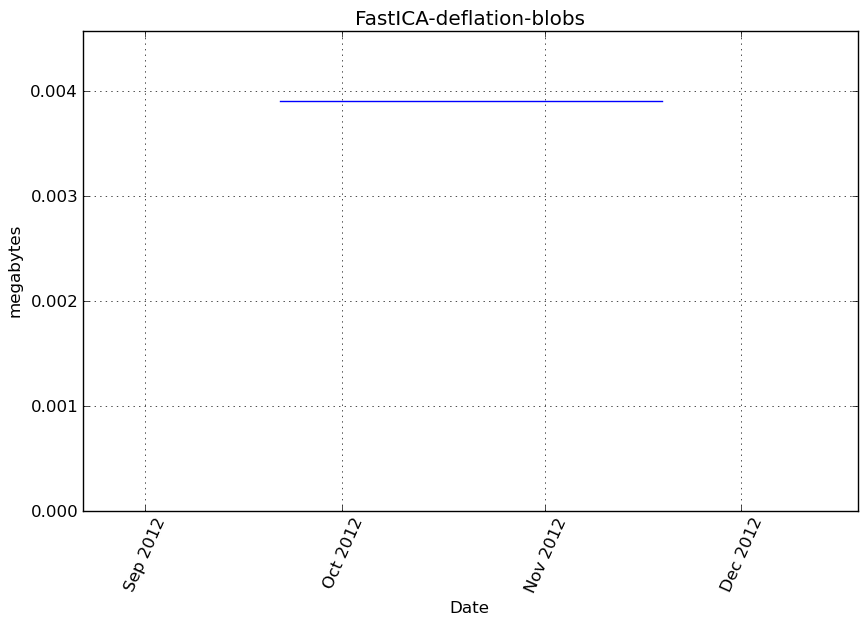 FastICA-deflation-blobs
0.004
0.003
0.002
0.001
0.000
megabytes
Sep 2012
Oct 2012
Nov 2012
Dec 2012
Date